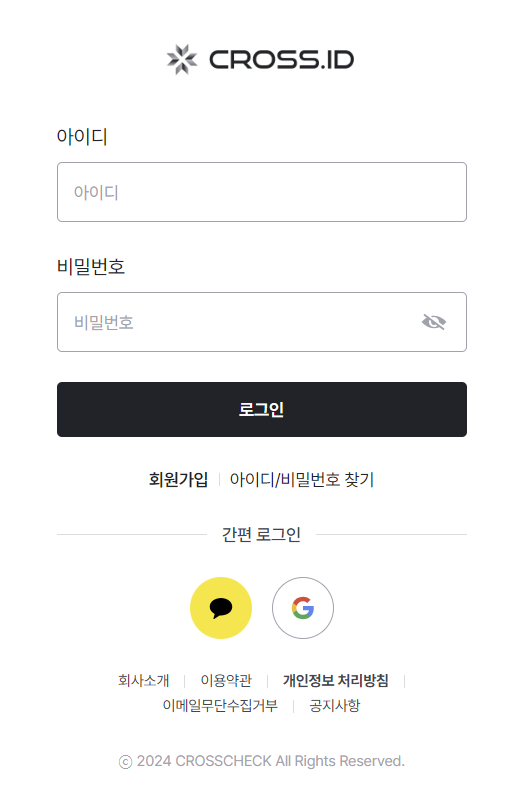 CROSS.ID
아이디
아이디
비밀번호
비밀번호
로그인
회원가입 | 아이디/비밀번호 찾기
간편 로그인
회사소개 | 이용약관 | 개인정보 처리방침 |
이메일무단수집거부 | 공지사항
ⓒ 2024 CROSSCHECK All Rights Reserved.